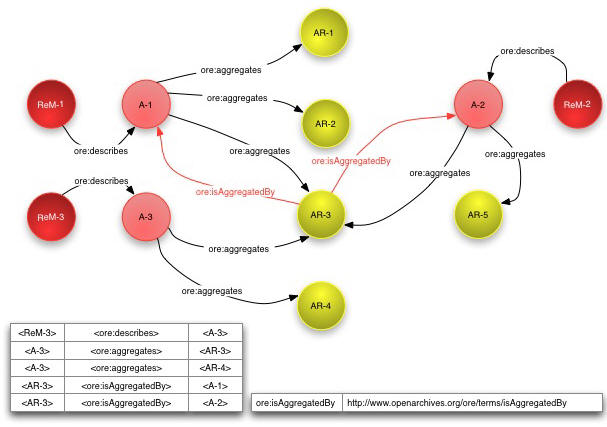 AR-1
ore:describes
ore:aggregates
ReM-1
A-1
ore:aggregates
A-2
ReM-2
AR-2
ore:describes
ore:aggregates
ore:isAggregatedBy
ore:aggregates
ore:describes
ore:isAggregatedBy
ore:aggregates
ReM-3
A-3
AR-3
AR-5
ore:aggregates
ore:aggregates
AR-4
<ReM-3> <ore:describes> <A-3>
<A-3> <ore:aggregates> <AR-3>
<A-3> <ore:aggregates> <AR-4>
<AR-3> <ore:isAggregatedBy> <A-1>
<AR-3> <ore:isAggregatedBy> <A-2>
ore:isAggregatedBy http://www.openarchives.org/ore/terms/isAggregatedBy